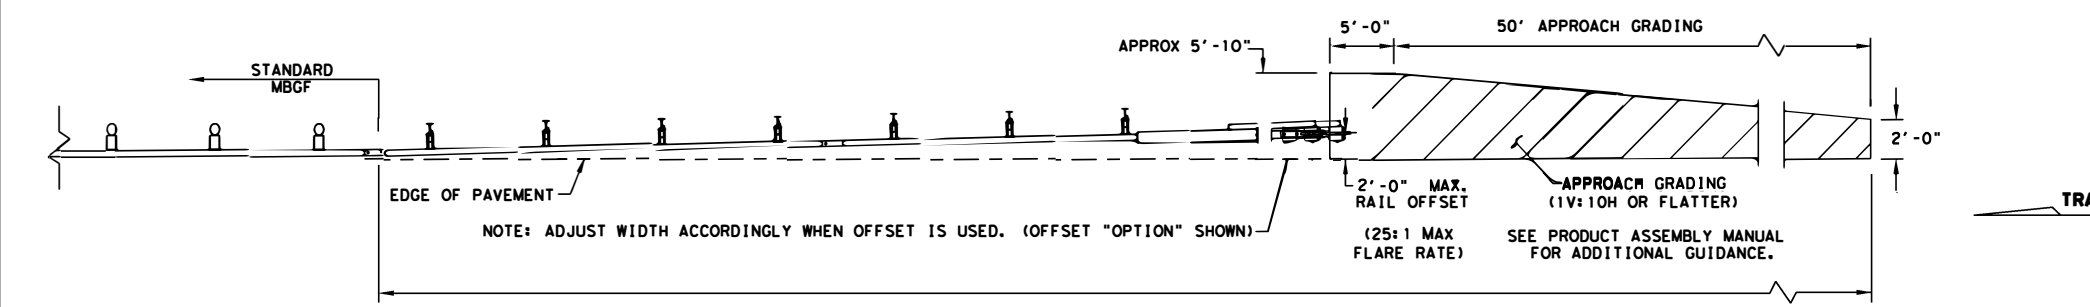 5'-0"
50' APPROACH GRADING
APPROX 5'-10"
STANDARD
MBGF
2'-0"
EDGE OF PAVEMENT
2'-0" MAX.
RAIL OFFSET
APPROACH GRADING
(1V:10H OR FLATTER)
NOTE: ADJUST WIDTH ACCORDINGLY WHEN OFFSET IS USED. (OFFSET "OPTION" SHOWN)
(25:1 MAX
FLARE RATE)
SEE PRODUCT ASSEMBLY MANUAL
FOR ADDITIONAL GUIDANCE.
TRA